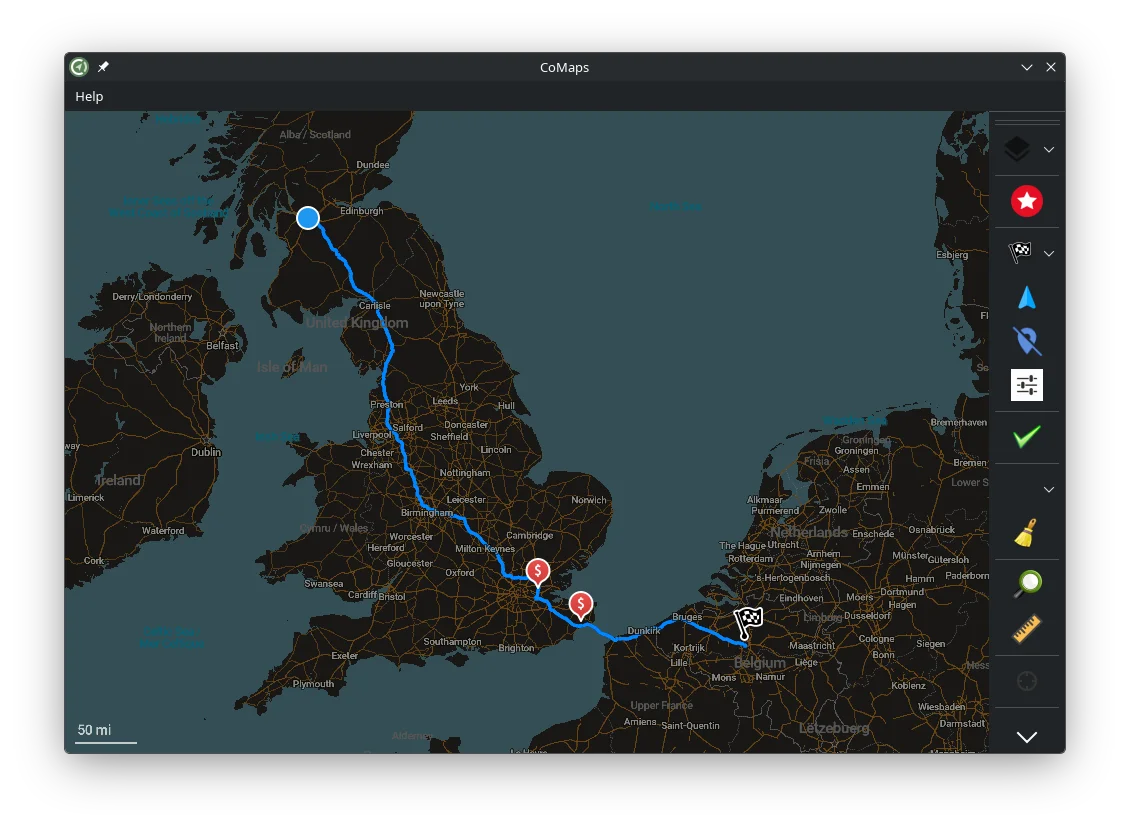 CoMaps
Help
Alba / Scotland
Dundee
Edinburgh
Esbjerg
Derry/Londonderry
Newcastle
upon Tyne
Carlisle
United Kingdom
Northern
Ireland
Belfast
Isle of Man
York
Leeds
Hull
Preston
Salford
Doncaster
Liverpool
Sheffield
Chester
Wrexham
Lincoln
Nottingham
Dublin
Ireland
Limerick
Leicester
Norwich
Birmingham
Waterford
Cymru / Wales
Worcester
Hereford
Cambridge
Milton Keynes
Gloucester
Oxford
Cork
Swansea
Cardiff
Bristol
Southampton
Brighton
Exeter
Plymouth
Bremerhaven
Groningen
Groningen
Bremen
Frisia
Assen
Emmen
Lower S
Alkmaar
Purmerend
Zwolle
Netherlands
Enschede
Osnabrück
The Hague
Utrecht
Rotterdam
Arnhem
Nijmegen
Münster
Gütersloh
's-Hertogenbosch
Hamm
Paderborn
Eindhoven
Moers
Dortmund
Hagen
Limburg
Düsseldorf
Bruges
Dunkirk
Kortrijk
Lille
Belgium
Maastricht
Liège
Cologne
Bonn
Siegen
Mons
Namur
Koblenz
Hess
Upper France
Amiens
Saint-Quentin
Wiesbaden
Darmstadt
Lëtzebuerg
50 mi